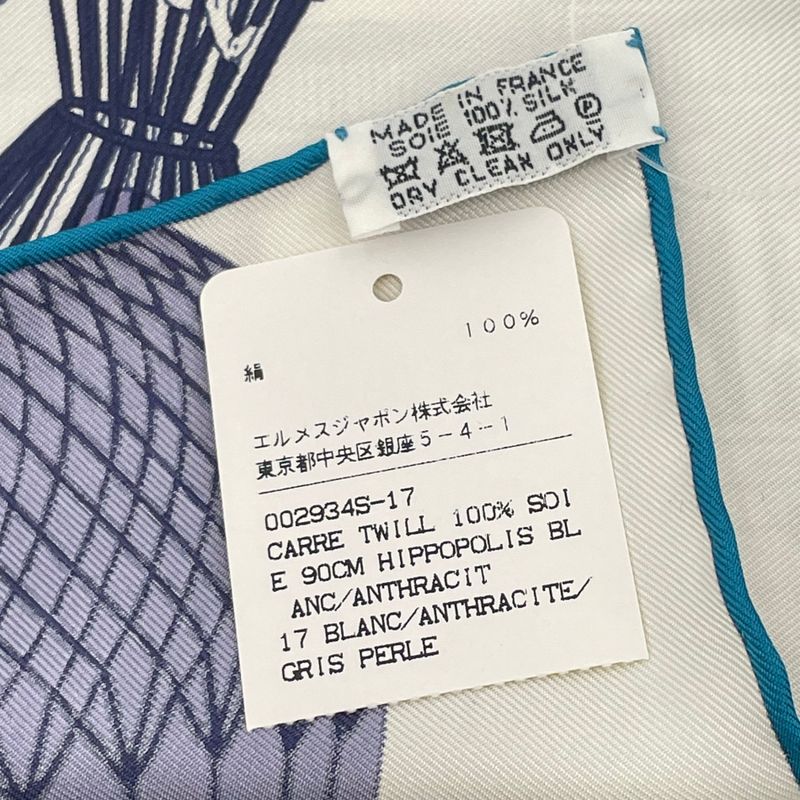 MADE IN FRANCE
SOIE 100% SILK
DRY CLEAN ONLY
100%
絹
エルメスジャポン株式会社
東京都中央区銀座5-4-1
002934S-17
CARRE TWILL 100% SOI
E 90CM HIPPOPOLIS BL
ANC/ANTHRACIT
17 BLANC/ANTHRACITE/
GRIS PERLE